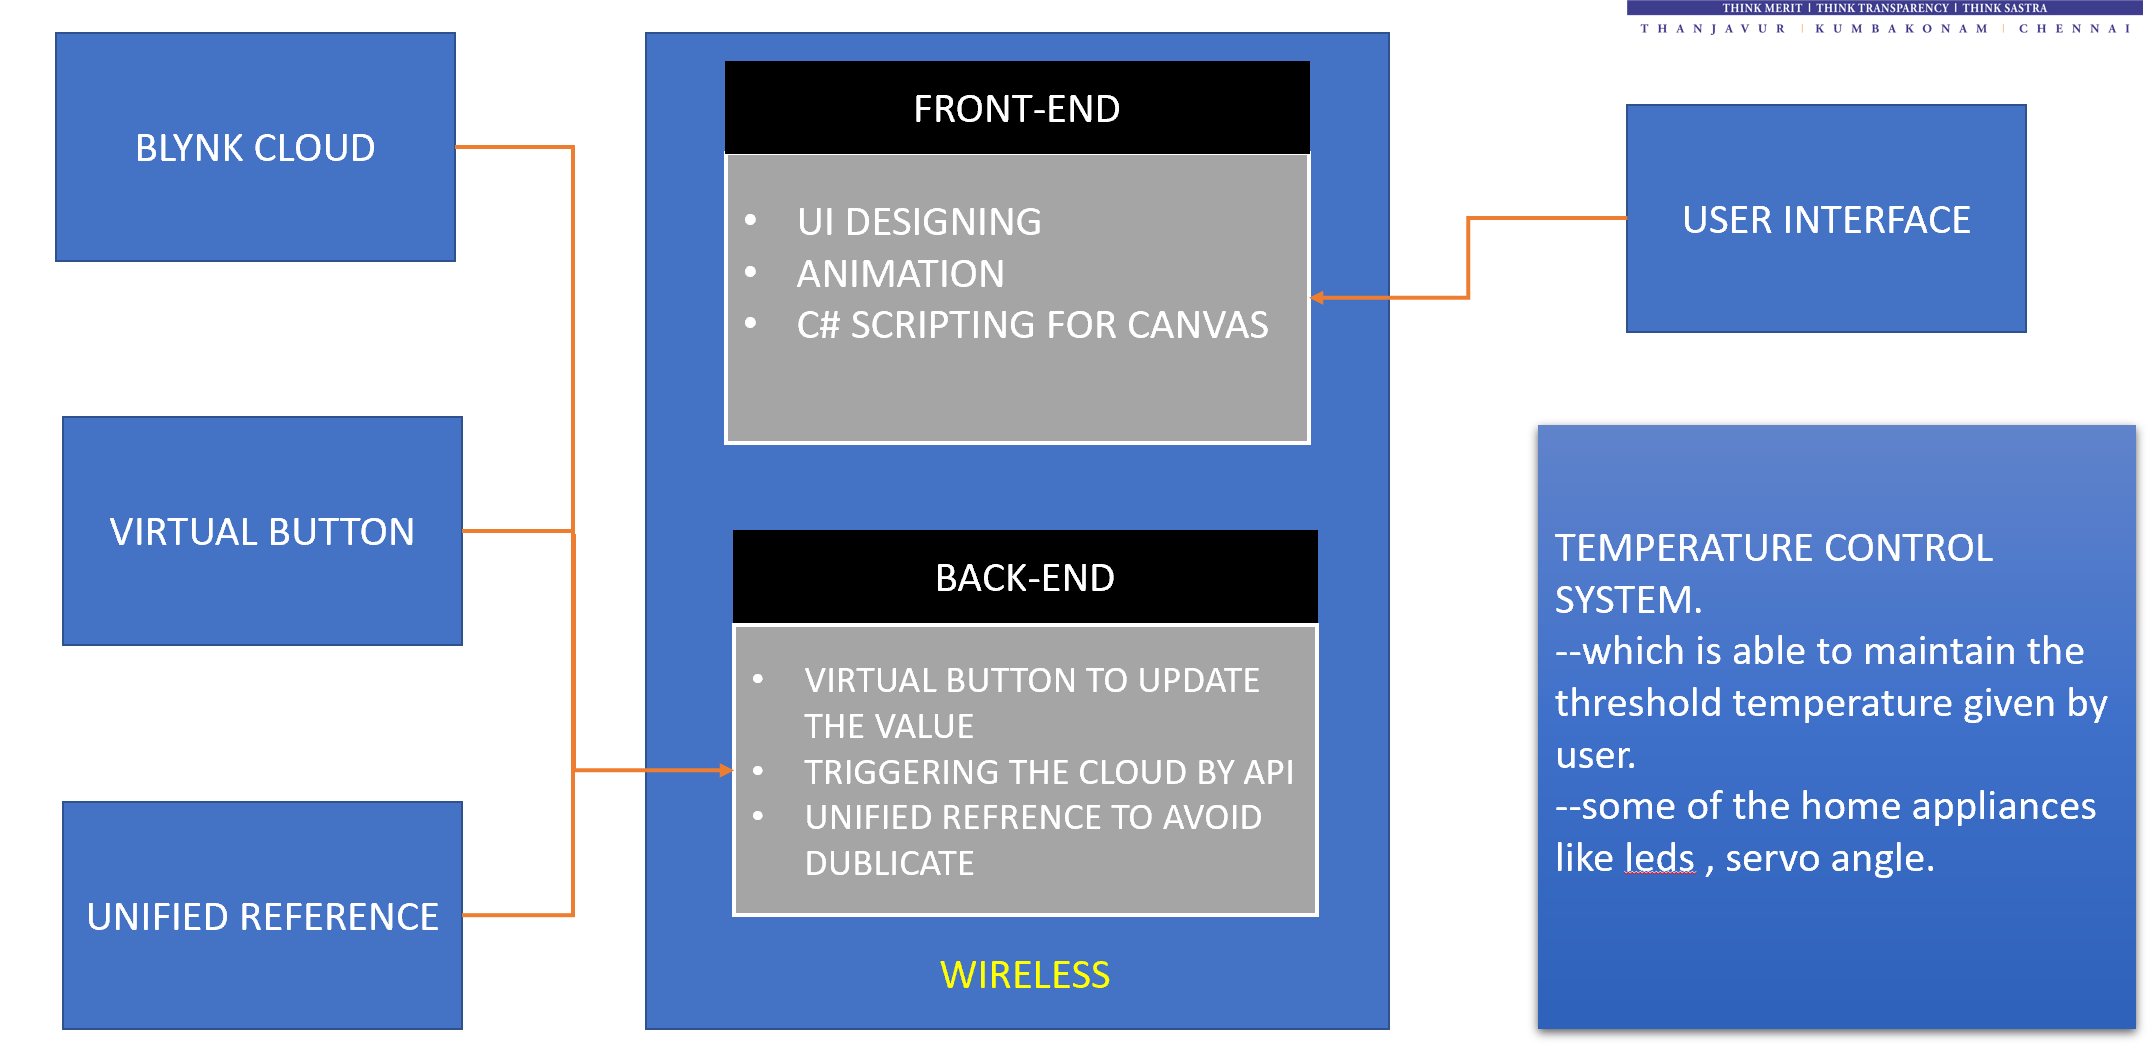 THINK MERIT | THINK TRANSPARENCY | THINK SASTRA
THANJAVUR | KUMBAKONAM | CHENNAI
BLYNK CLOUD
VIRTUAL BUTTON
UNIFIED REFERENCE
FRONT-END
• UI DESIGNING
• ANIMATION
• C# SCRIPTING FOR CANVAS
BACK-END
• VIRTUAL BUTTON TO UPDATE
THE VALUE
• TRIGGERING THE CLOUD BY API
• UNIFIED REFRENCE TO AVOID
DUBLICATE
WIRELESS
USER INTERFACE
TEMPERATURE CONTROL
SYSTEM.
--which is able to maintain the
threshold temperature given by
user.
--some of the home appliances
like leds , servo angle.